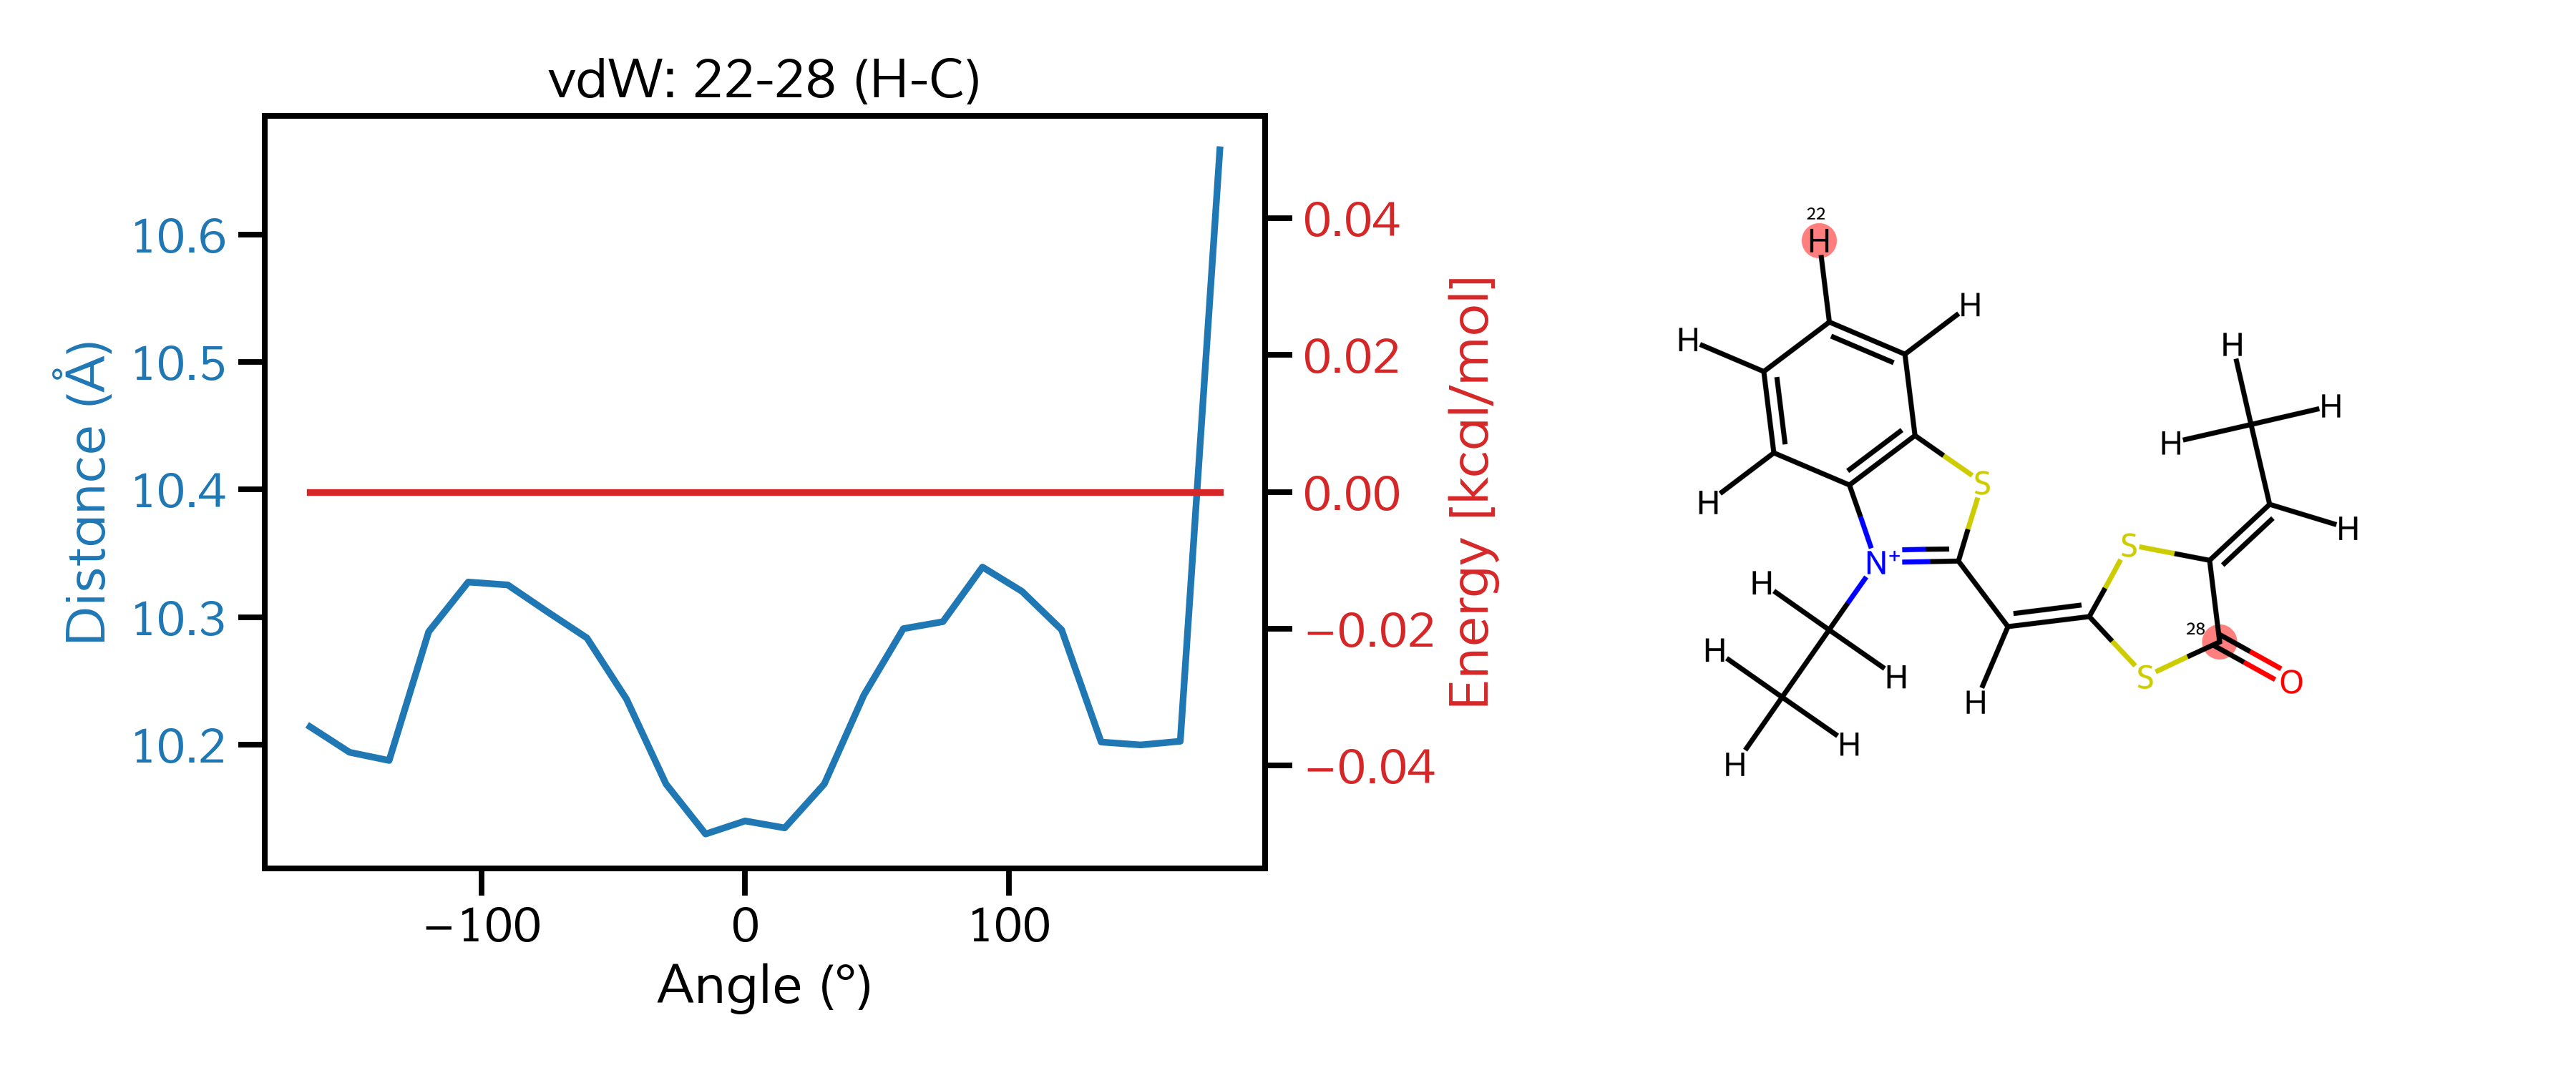 vdW: 22-28 (H-C)
Distance (Å)
10.6
10.5
10.4
10.3
10.2
0.04
0.02
0.00
−0.02
−0.04
Energy [kcal/mol]
−100
0
100
Angle (°)
22
H
H
H
H
H
H
H
S
H
N+
S
H
H
28
H
H
S
O
H
H
H